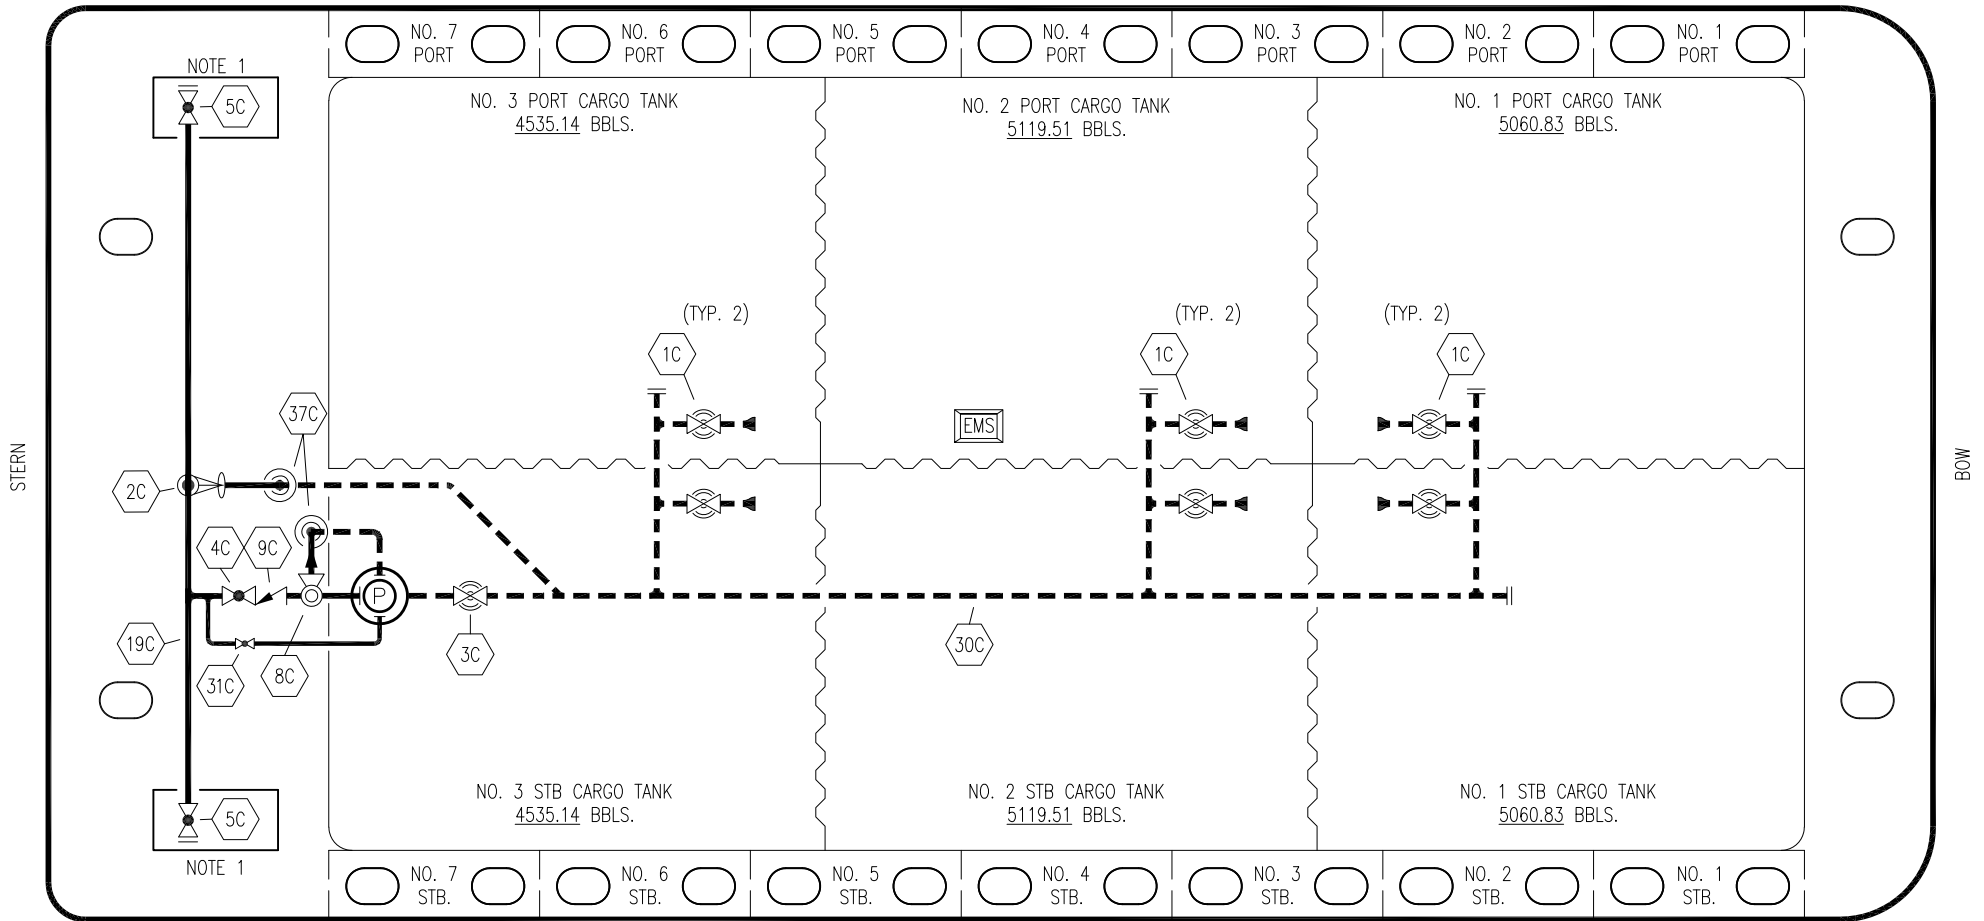 NO. 7
PORT
NO. 6
PORT
NO. 5
PORT
NO. 4
PORT
NO. 3
PORT
NO. 2
PORT
NO. 1
PORT
NOTE 1
5C
NO. 3 PORT CARGO TANK
4535.14 BBLS.
NO. 2 PORT CARGO TANK
5119.51 BBLS.
NO. 1 PORT CARGO TANK
5060.83 BBLS.
(TYP. 2)
(TYP. 2)
(TYP. 2)
1C
1C
1C
37C
EMS
STERN
BOW
2C
4C
9C
P
19C
31C
8C
3C
30C
NO. 3 STB CARGO TANK
4535.14 BBLS.
NO. 2 STB CARGO TANK
5119.51 BBLS.
NO. 1 STB CARGO TANK
5060.83 BBLS.
5C
NOTE 1
NO. 7
STB.
NO. 6
STB.
NO. 5
STB.
NO. 4
STB.
NO. 3
STB.
NO. 2
STB.
NO. 1
STB.